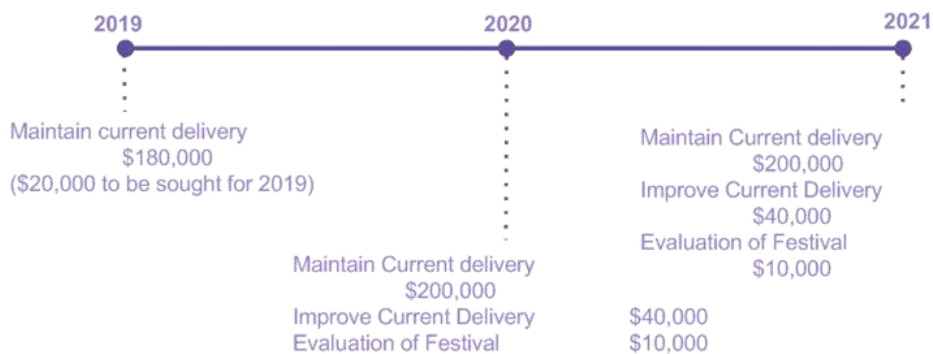 2019
2020
2021
Maintain current delivery
$180,000
($20,000 to be sought for 2019)
Maintain Current delivery
$200,000
Improve Current Delivery $40,000
Evaluation of Festival $10,000
Maintain Current delivery
$200,000
Improve Current Delivery
$40,000
Evaluation of Festival
$10,000